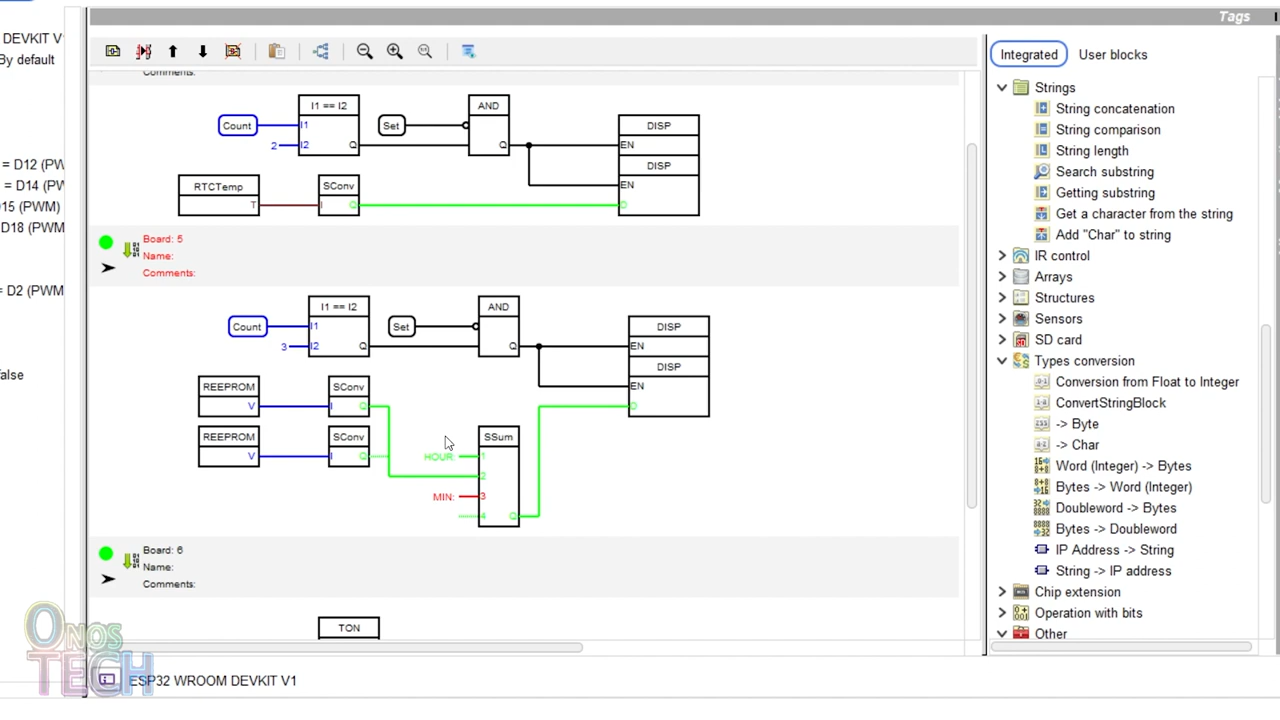 Tags
DEVKIT V
By default
= D12 (PW
= D14 (PW
D15 (PWM)
D18 (PWM)
= D2 (PWM
false
Comments:
I1 == I2
AND
Count
I1
Set
DISP
2
I2
Q
Q
EN
DISP
RTCTemp
SConv
EN
T
I
Q
Board: 5
Name:
Comments:
I1 == I2
AND
Count
I1
Set
DISP
3
I2
Q
Q
EN
DISP
REEPROM
SConv
EN
V
I
Q
REEPROM
SConv
SSum
V
I
Q
HOUR:
1
2
MIN:
3
4
Q
Board: 6
Name:
Comments:
TON
ONOS
TECH
ESP32 WROOM DEVKIT V1
Integrated
User blocks
Strings
String concatenation
String comparison
String length
Search substring
Getting substring
Get a character from the string
Add "Char" to string
IR control
Arrays
Structures
Sensors
SD card
Types conversion
Conversion from Float to Integer
ConvertStringBlock
-> Byte
-> Char
Word (Integer) -> Bytes
Bytes -> Word (Integer)
Doubleword -> Bytes
Bytes -> Doubleword
IP Address -> String
String -> IP address
Chip extension
Operation with bits
Other